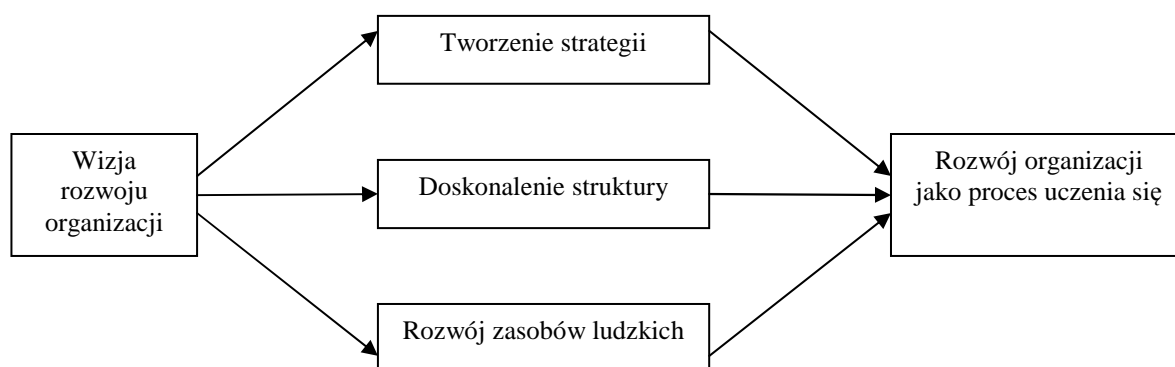 Tworzenie strategii
Wizja
rozwoju
organizacji
Doskonalenie struktury
Rozwój zasobów ludzkich
Rozwój organizacji
jako proces uczenia się